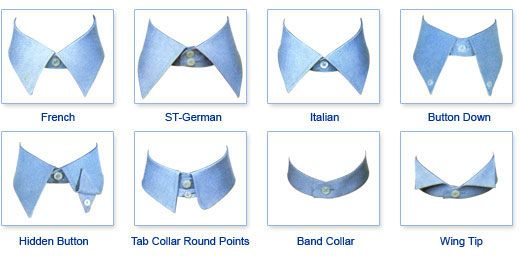 French
ST-German
Italian
Button Down
Hidden Button
Tab Collar Round Points
Band Collar
Wing Tip